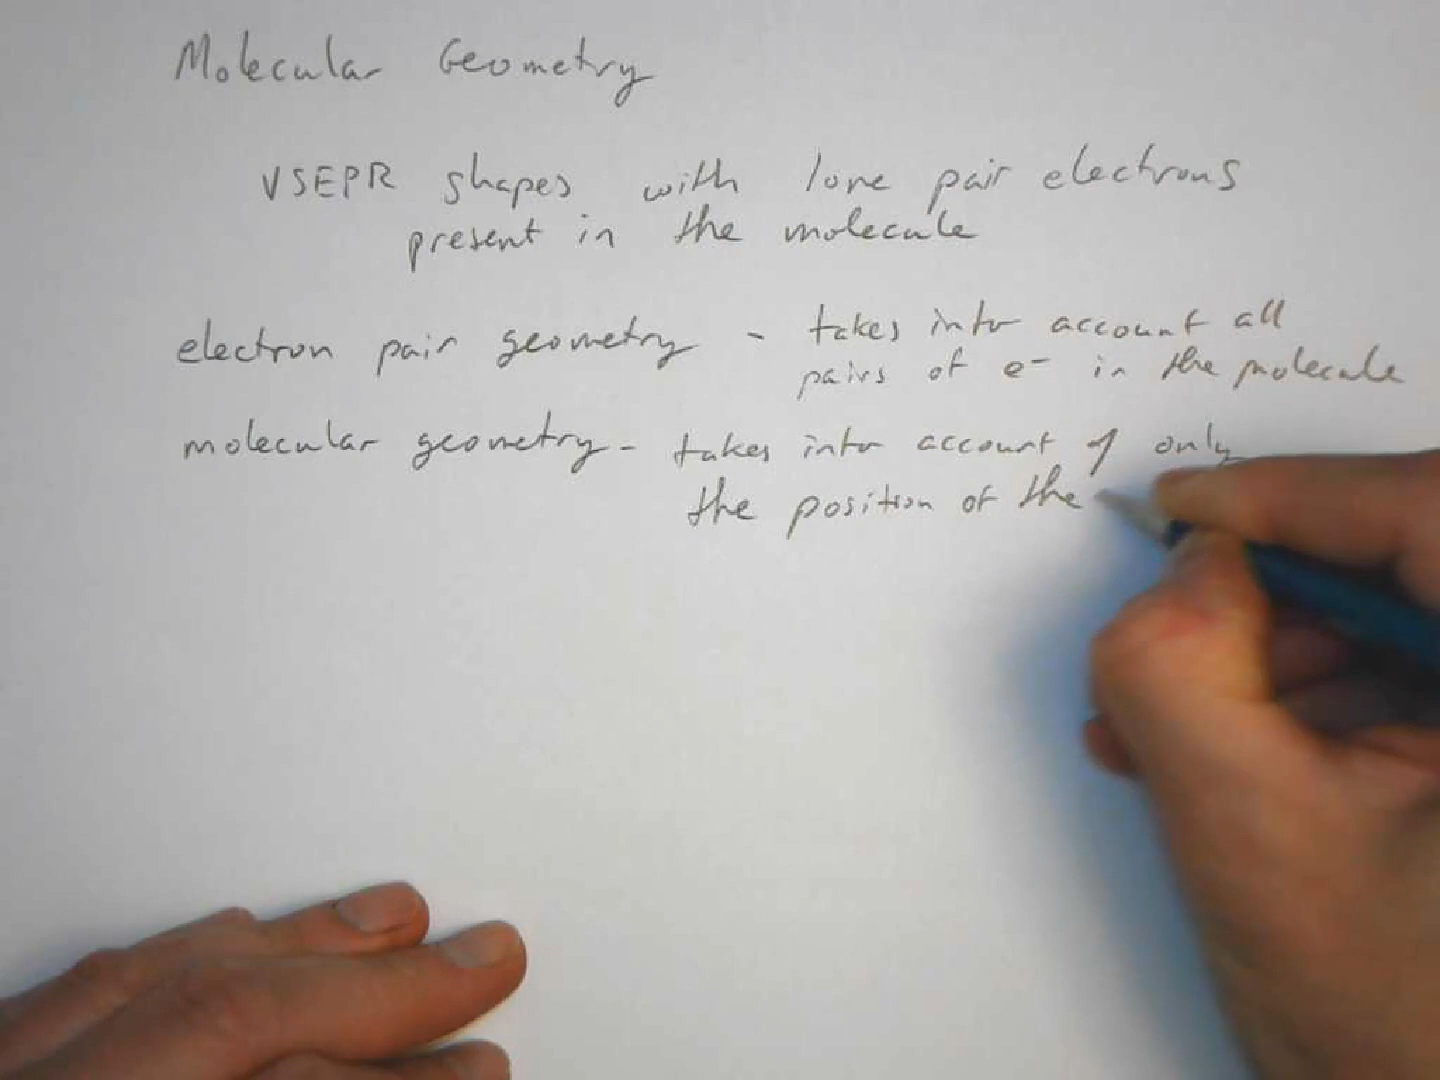 Molecular Geometry
VSEPR shapes with lone pair electrons
present in the molecule
electron pair geometry - takes into account all
pairs of e⁻ in the molecule
molecular geometry - takes into account of only
the position of the